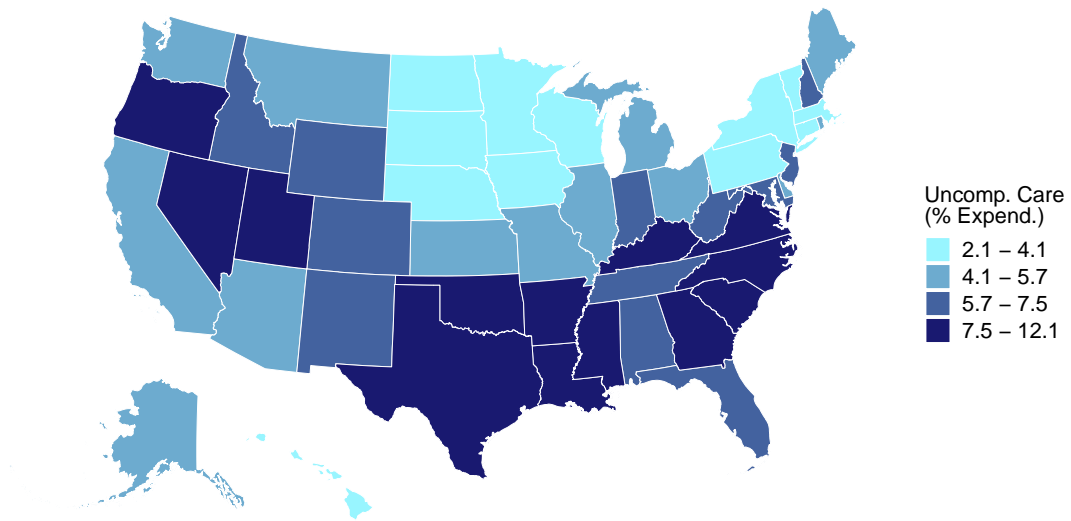 Uncomp. Care
(% Expend.)
2.1 – 4.1
4.1 – 5.7
5.7 – 7.5
7.5 – 12.1